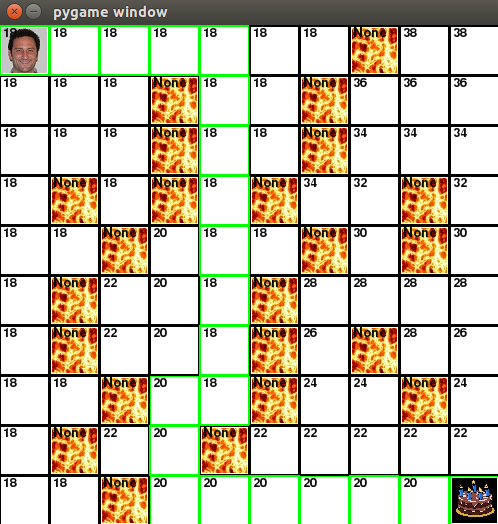 pygame window
18 18 18 18 18 18 18 None 38 38
18 18 18 None 18 18 None 36 36 36
18 18 18 None 18 18 None 34 34 34
18 None 18 None 18 None 34 32 None 32
18 18 None 20 18 18 None 30 None 30
18 None 22 20 18 None 28 28 28 28
18 None 22 20 18 None 26 None 28 26
18 18 None 20 18 None 24 24 None 24
18 None 22 20 None 22 22 22 22 22
18 18 None 20 20 20 20 20 20